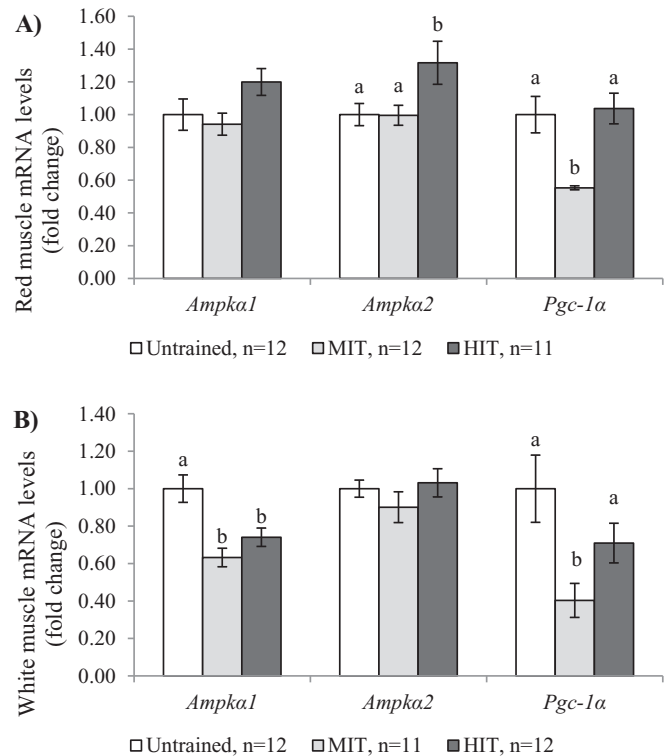 A)
Red muscle mRNA levels
(fold change)
1.60
1.40
1.20
1.00
0.80
0.60
0.40
0.20
0.00
a a b a b a
Ampkα1 Ampkα2 Pgc-1α
Untrained, n=12 MIT, n=12 HIT, n=11
B)
White muscle mRNA levels
(fold change)
1.40
1.20
1.00
0.80
0.60
0.40
0.20
0.00
a b b a b a
Ampkα1 Ampkα2 Pgc-1α
Untrained, n=12 MIT, n=11 HIT, n=12